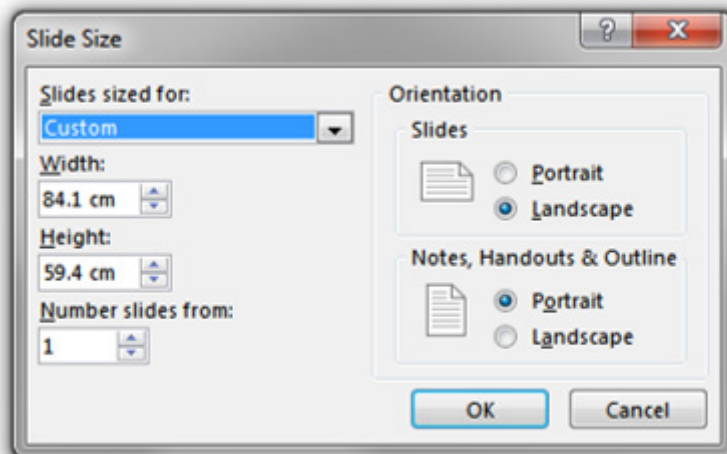 Slide Size
?
Slides sized for:
Custom
Width:
84.1 cm
Height:
59.4 cm
Number slides from:
1
Orientation
Slides
Portrait
Landscape
Notes, Handouts & Outline
Portrait
Landscape
OK
Cancel